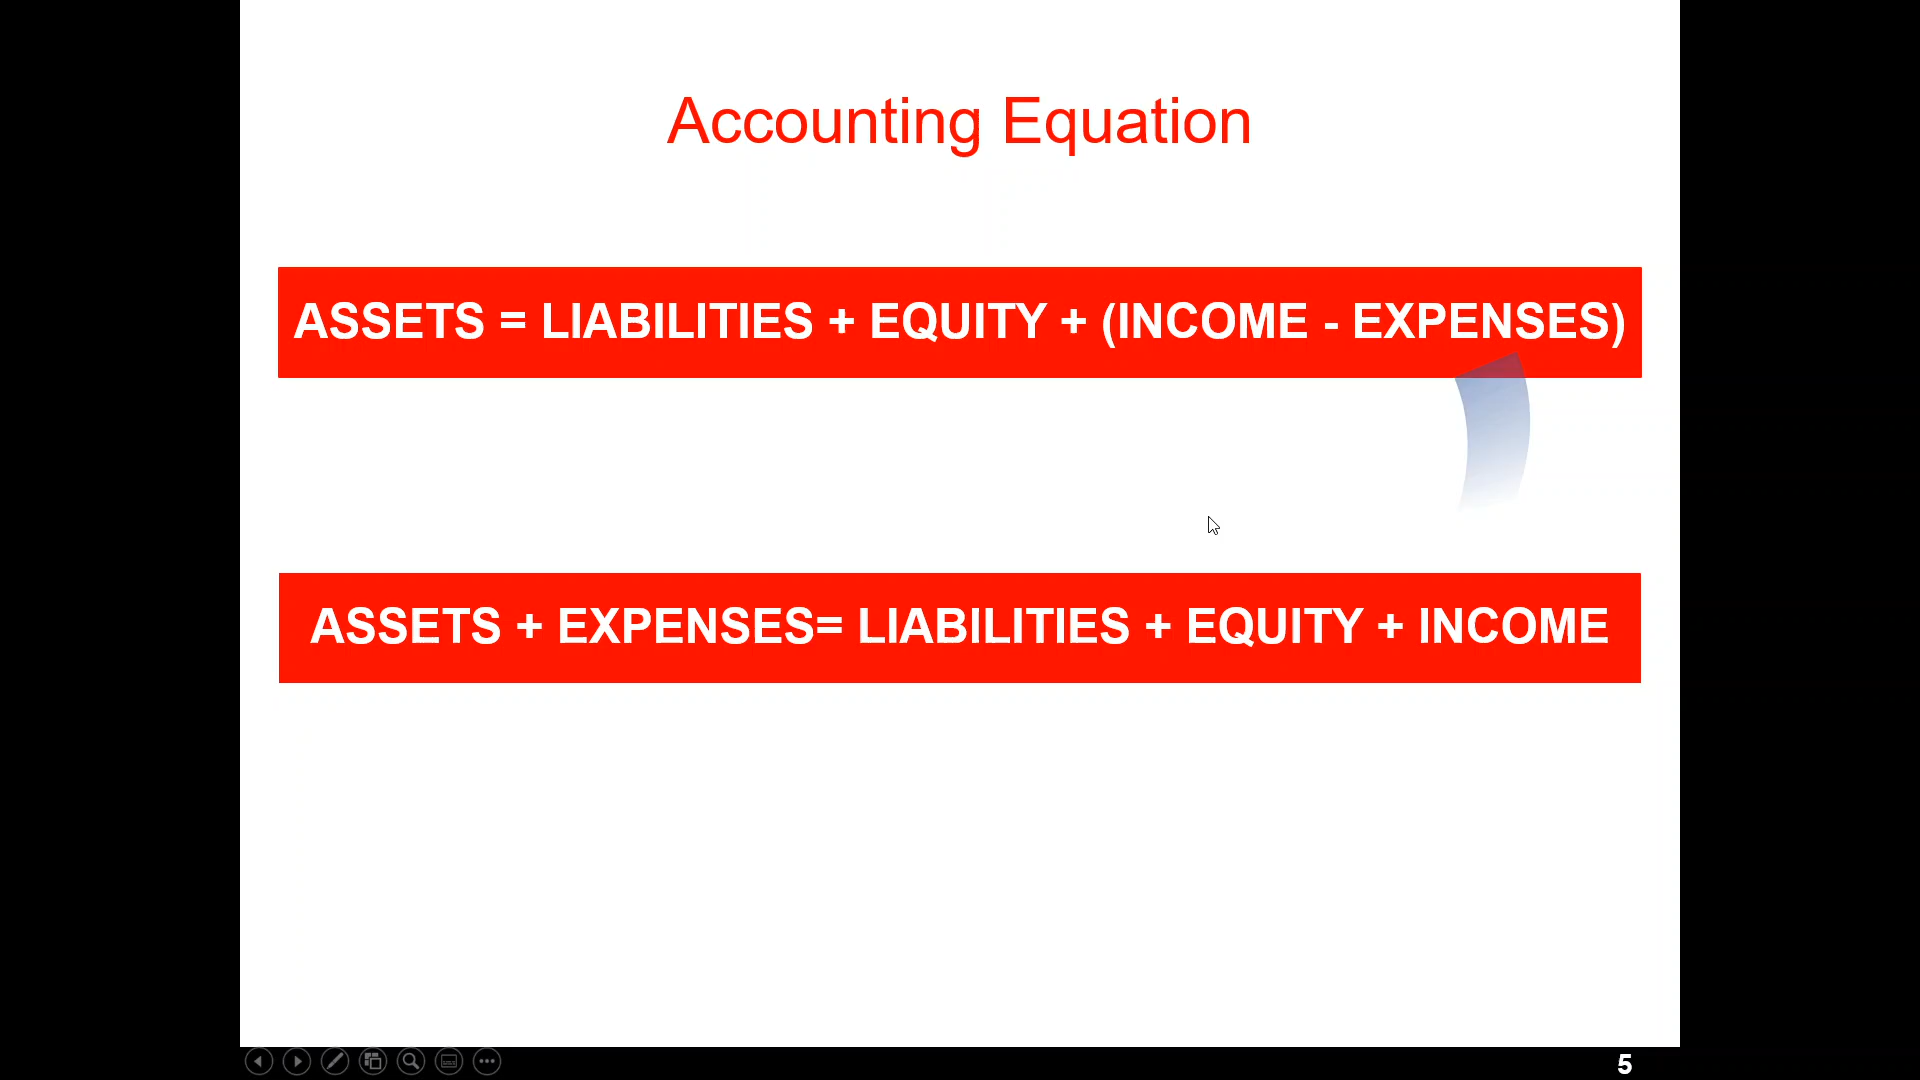 Accounting Equation
ASSETS = LIABILITIES + EQUITY + (INCOME - EXPENSES)
ASSETS + EXPENSES= LIABILITIES + EQUITY + INCOME
5